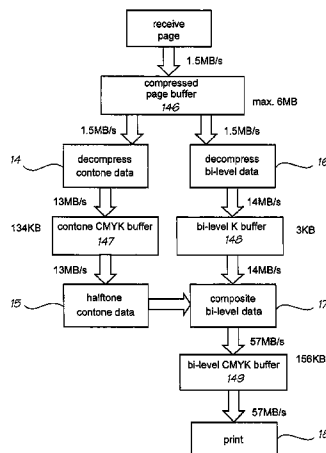 receive
page
1.5MB/s
compressed
page buffer
146
max. 6MB
1.5MB/s
1.5MB/s
14
decompress
contone data
decompress
bi-level data
16
13MB/s
14MB/s
134KB
contone CMYK buffer
147
bi-level K buffer
148
3KB
13MB/s
14MB/s
15
halftone
contone data
composite
bi-level data
17
57MB/s
bi-level CMYK buffer
149
156KB
57MB/s
print
18